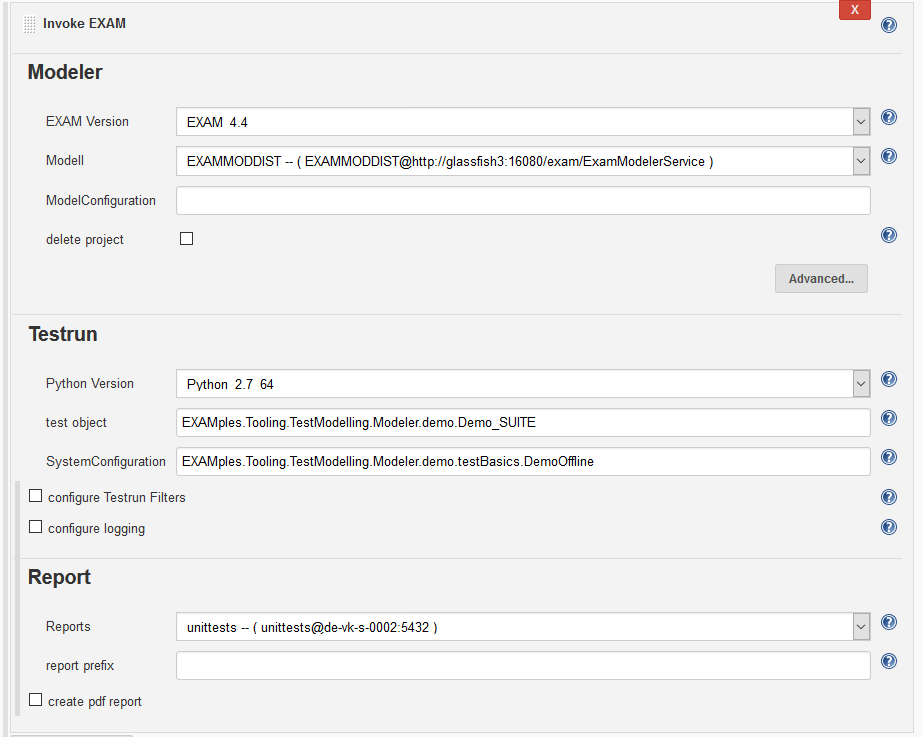 Invoke EXAM
X
Modeler
EXAM Version
EXAM 4.4
Modell
EXAMMODDIST -- ( EXAMMODDIST@http://glassfish3:16080/exam/ExamModelerService )
ModelConfiguration
delete project
Advanced...
Testrun
Python Version
Python 2.7 64
test object
EXAMples.Tooling.TestModelling.Modeler.demo.Demo_SUITE
SystemConfiguration
EXAMples.Tooling.TestModelling.Modeler.demo.testBasics.DemoOffline
configure Testrun Filters
configure logging
Report
Reports
unittests -- ( unittests@de-vk-s-0002:5432 )
report prefix
create pdf report